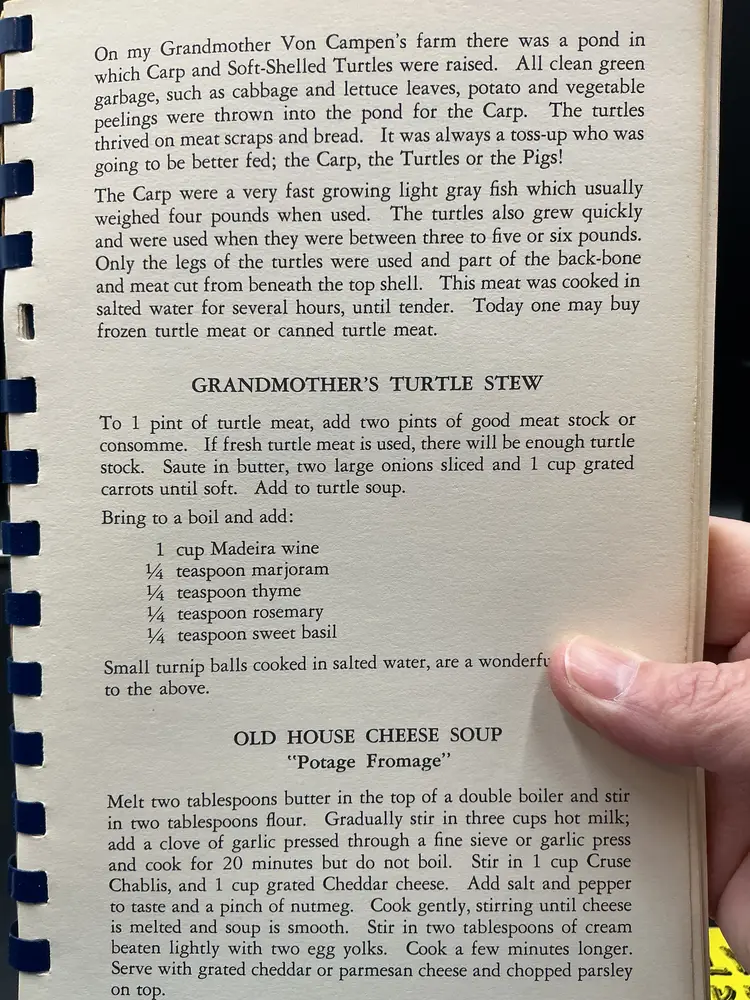 On my Grandmother Von Campen's farm there was a pond in
which Carp and Soft-Shelled Turtles were raised. All clean green
garbage, such as cabbage and lettuce leaves, potato and vegetable
peelings were thrown into the pond for the Carp. The turtles
thrived on meat scraps and bread. It was always a toss-up who was
going to be better fed; the Carp, the Turtles or the Pigs!
The Carp were a very fast growing light gray fish which usually
weighed four pounds when used. The turtles also grew quickly
and were used when they were between three to five or six pounds.
Only the legs of the turtles were used and part of the back-bone
and meat cut from beneath the top shell. This meat was cooked in
salted water for several hours, until tender. Today one may buy
frozen turtle meat or canned turtle meat.
GRANDMOTHER'S TURTLE STEW
To 1 pint of turtle meat, add two pints of good meat stock or
consomme. If fresh turtle meat is used, there will be enough turtle
stock. Saute in butter, two large onions sliced and 1 cup grated
carrots until soft. Add to turtle soup.
Bring to a boil and add:
1 cup Madeira wine
¼ teaspoon marjoram
¼ teaspoon thyme
¼ teaspoon rosemary
¼ teaspoon sweet basil
Small turnip balls cooked in salted water, are a
to the above.
OLD HOUSE CHEESE SOUP
"Potage Fromage"
Melt two tablespoons butter in the top of a double boiler and stir
in two tablespoons flour. Gradually stir in three cups hot milk;
add a clove of garlic pressed through a fine sieve or garlic press
and cook for 20 minutes but do not boil. Stir in 1 cup Cruse
Chablis, and 1 cup grated Cheddar cheese. Add salt and pepper
to taste and a pinch of nutmeg. Cook gently, stirring until cheese
is melted and soup is smooth. Stir in two tablespoons of cream
beaten lightly with two egg yolks. Cook a few minutes longer.
Serve with grated cheddar or parmesan cheese and chopped parsley
on top.